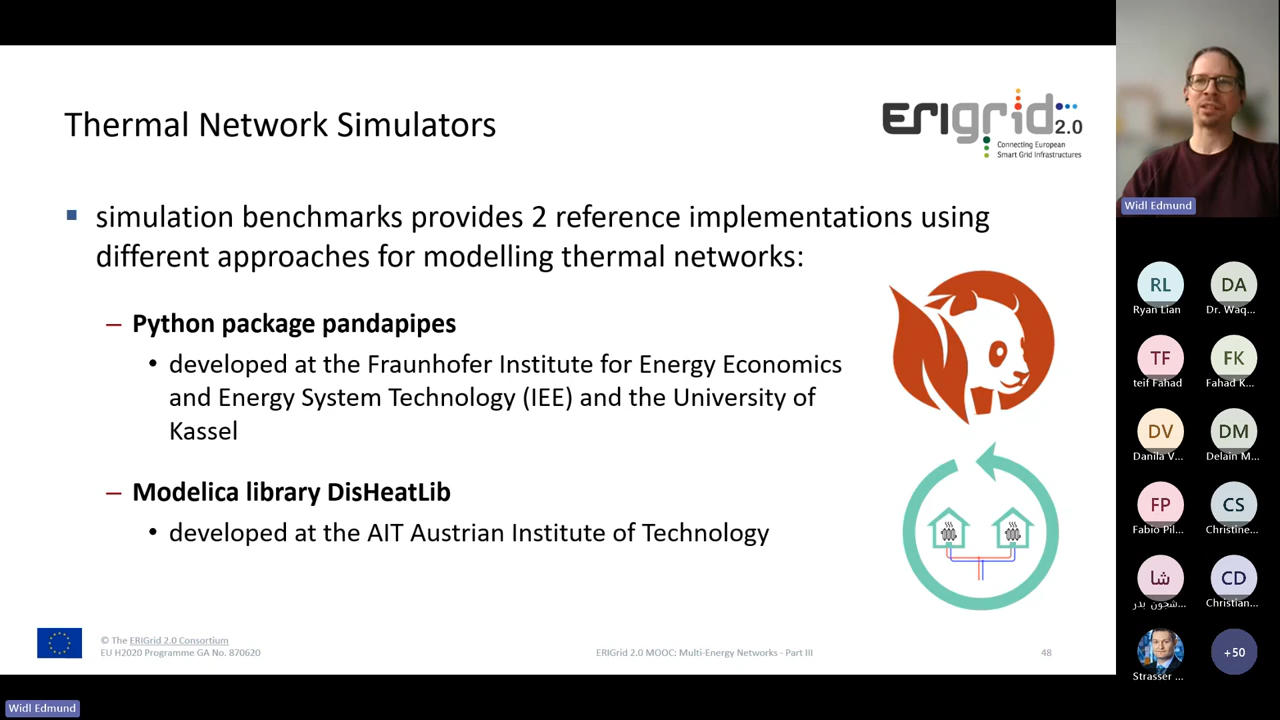 Thermal Network Simulators
ERIGrid 2.0
Connecting European
Smart Grid Infrastructures
simulation benchmarks provides 2 reference implementations using
different approaches for modelling thermal networks:
– Python package pandapipes
• developed at the Fraunhofer Institute for Energy Economics
and Energy System Technology (IEE) and the University of
Kassel
– Modelica library DisHeatLib
• developed at the AIT Austrian Institute of Technology
© The ERIGrid 2.0 Consortium
EU H2020 Programme GA No. 870620
ERIGrid 2.0 MOOC: Multi-Energy Networks - Part III
48
Widl Edmund
RL
Ryan Lian
DA
Dr. Waq...
TF
teif Fahad
FK
Fahad K...
DV
Danila V...
DM
Delain M...
FP
Fabio Pil...
CS
Christine...
شا
شجون بدر...
CD
Christian...
Strasser ...
+50
Widl Edmund